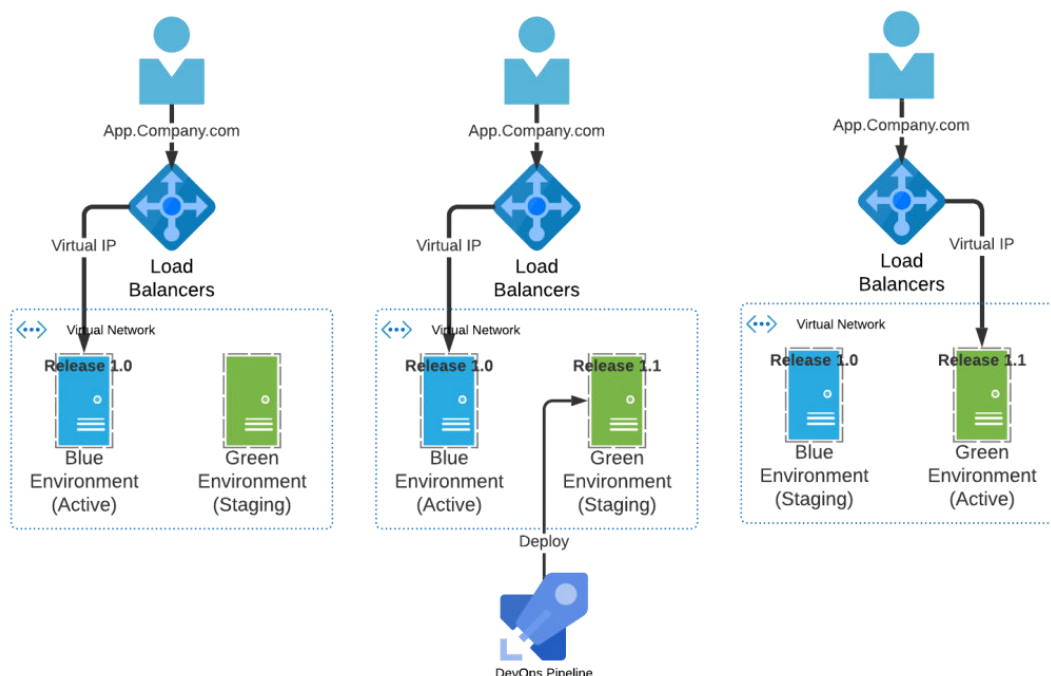 App.Company.com
Virtual IP
Load
Balancers
Virtual Network
Release 1.0
Blue
Environment
(Active)
Green
Environment
(Staging)
App.Company.com
Virtual IP
Load
Balancers
Virtual Network
Release 1.0
Release 1.1
Blue
Environment
(Active)
Green
Environment
(Staging)
Deploy
DevOps Pipeline
App.Company.com
Virtual IP
Load
Balancers
Virtual Network
Release 1.0
Release 1.1
Blue
Environment
(Staging)
Green
Environment
(Active)